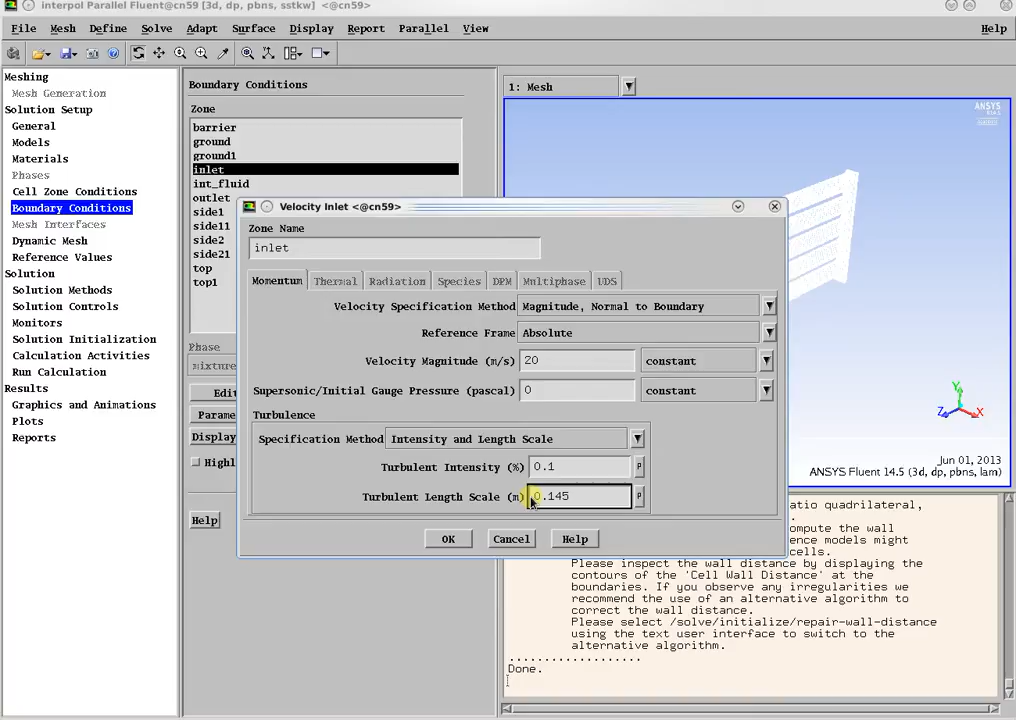 interpol Parallel Fluent@cn59 [3d, dp, pbns, sstkw] <@cn59>
File Mesh Define Solve Adapt Surface Display Report Parallel View Help
Meshing
Mesh Generation
Solution Setup
General
Models
Materials
Phases
Cell Zone Conditions
Boundary Conditions
Mesh Interfaces
Dynamic Mesh
Reference Values
Solution
Solution Methods
Solution Controls
Monitors
Solution Initialization
Calculation Activities
Run Calculation
Results
Graphics and Animations
Plots
Reports
Boundary Conditions
Zone
barrier
ground
ground1
inlet
int_fluid
outlet
side1
side11
side2
side21
top
top1
Phase
mixture
Edit
Parame
Display
Highl
Help
Velocity Inlet <@cn59>
Zone Name
inlet
Momentum Thermal Radiation Species DPM Multiphase UDS
Velocity Specification Method Magnitude, Normal to Boundary
Reference Frame Absolute
Velocity Magnitude (m/s) 20 constant
Supersonic/Initial Gauge Pressure (pascal) 0 constant
Turbulence
Specification Method Intensity and Length Scale
Turbulent Intensity (%) 0.1 P
Turbulent Length Scale (m) 0.145 P
OK Cancel Help
1: Mesh
ANSYS
Y
Z X
Jun 01, 2013
ANSYS Fluent 14.5 (3d, dp, pbns, lam)
atio quadrilateral,
ompute the wall
ence models might
cells.
Please inspect the wall distance by displaying the
contours of the 'Cell Wall Distance' at the
boundaries. If you observe any irregularities we
recommend the use of an alternative algorithm to
correct the wall distance.
Please select /solve/initialize/repair-wall-distance
using the text user interface to switch to the
alternative algorithm.
..................
Done.